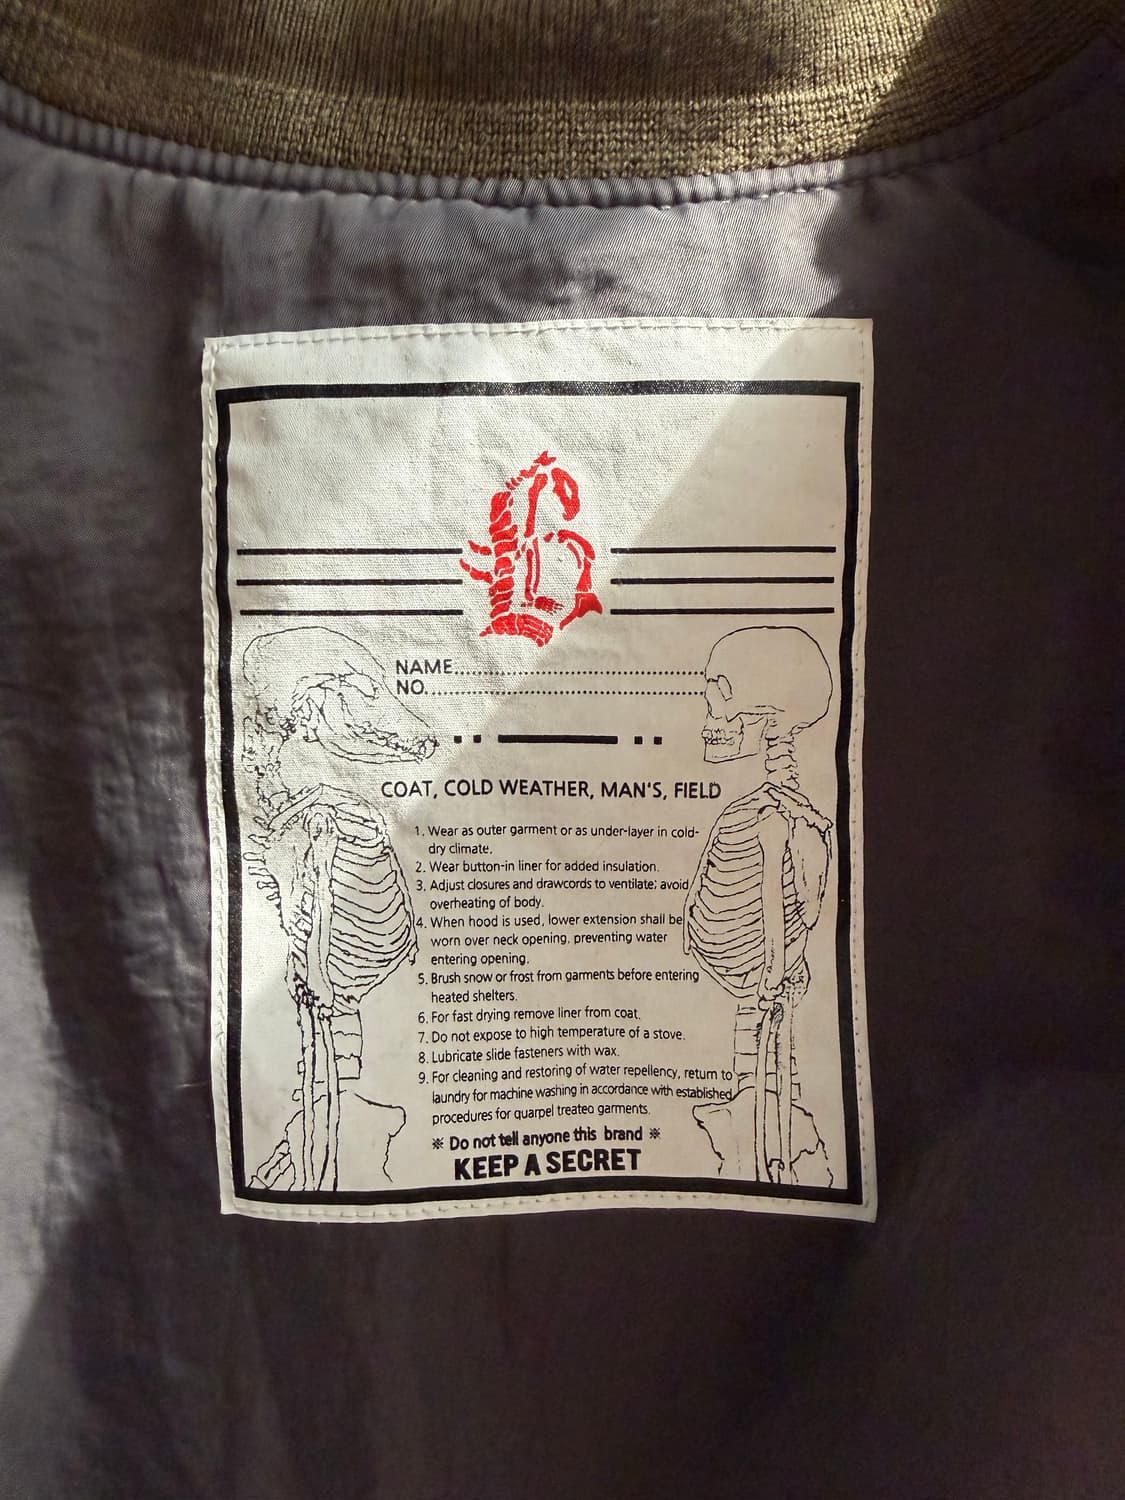 NAME
NO.
COAT, COLD WEATHER, MAN'S, FIELD
1. Wear as outer garment or as under-layer in cold-
dry climate.
2. Wear button-in liner for added insulation.
3. Adjust closures and drawcords to ventilate; avoid
overheating of body.
4. When hood is used, lower extension shall be
worn over neck opening, preventing water
entering opening.
5. Brush snow or frost from garments before entering
heated shelters.
6. For fast drying remove liner from coat.
7. Do not expose to high temperature of a stove.
8. Lubricate slide fasteners with wax.
9. For cleaning and restoring of water repellency, return to
laundry for machine washing in accordance with established
procedures for quarpel treateo garments.
※ Do not tell anyone this brand ※
KEEP A SECRET